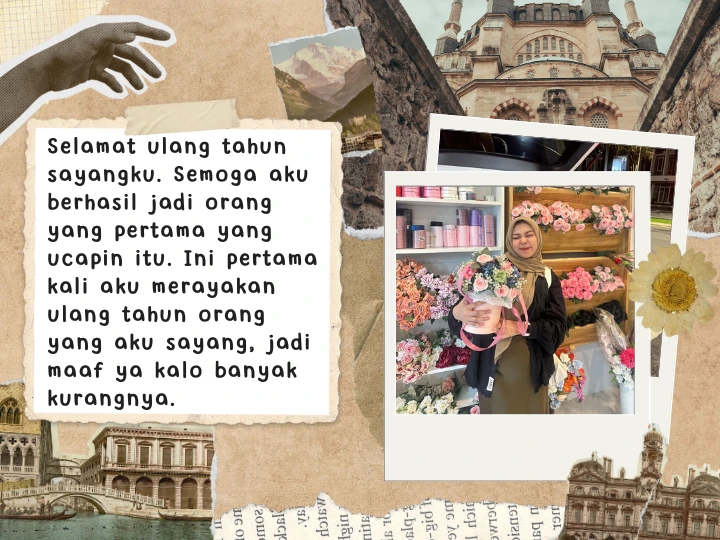 Selamat ulang tahun
sayangku. Semoga aku
berhasil jadi orang
yang pertama yang
ucapin itu. Ini pertama
kali aku merayakan
ulang tahun orang
yang aku sayang, jadi
maaf ya kalo banyak
kurangnya.